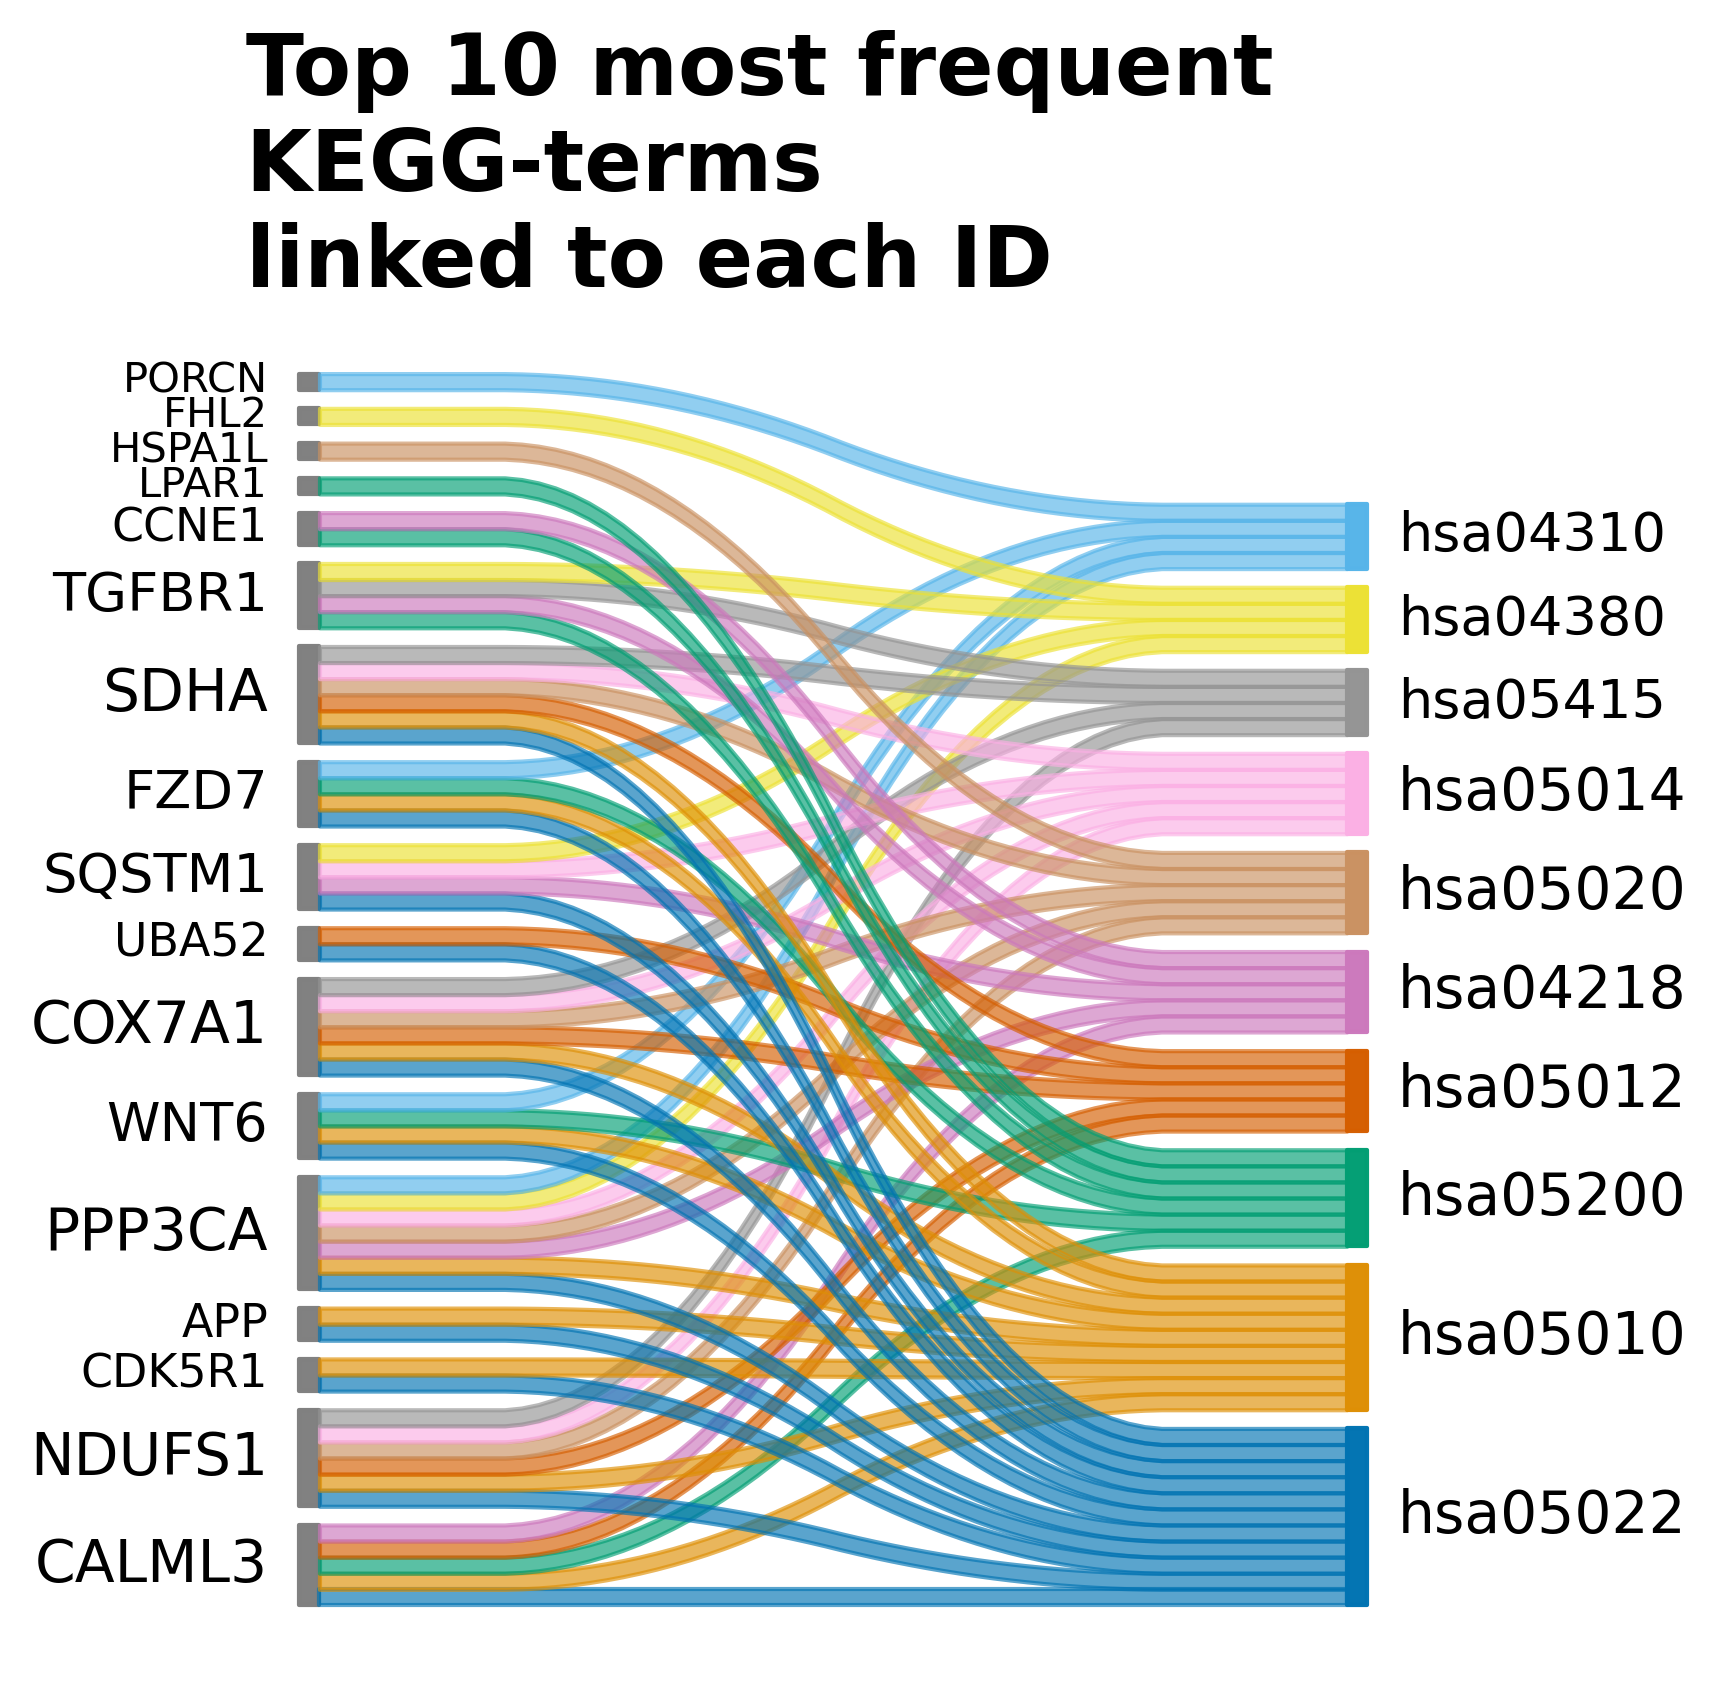 Top 10 most frequent
KEGG-terms
linked to each ID
PORCN
FHL2
HSPA1L
LPAR1
CCNE1
TGFBR1
SDHA
FZD7
SQSTM1
UBA52
COX7A1
WNT6
PPP3CA
APP
CDK5R1
NDUFS1
CALML3
hsa04310
hsa04380
hsa05415
hsa05014
hsa05020
hsa04218
hsa05012
hsa05200
hsa05010
hsa05022